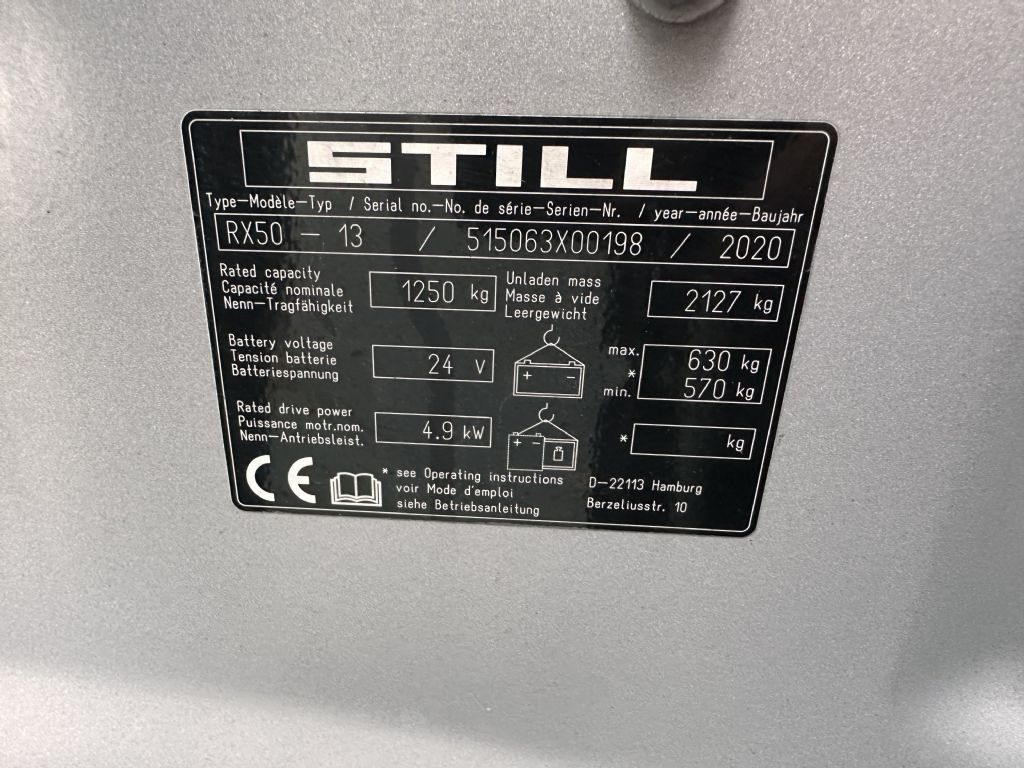 STILL
Type-Modèle-Typ / Serial no.-No. de série-Serien-Nr. / year-année-Baujahr
RX50 - 13 / 515063X00198 / 2020
Rated capacity
Capacité nominale
Nenn-Tragfähigkeit
1250 kg
Unladen mass
Masse à vide
Leergewicht
2127 kg
Battery voltage
Tension batterie
Batteriespannung
24 V
+ -
max. 630 kg
*
min. 570 kg
Rated drive power
Puissance motr.nom.
Nenn-Antriebsleist.
4.9 kW
+ -
* kg
CE
* see Operating instructions
voir Mode d'emploi
siehe Betriebsanleitung
D-22113 Hamburg
Berzeliusstr. 10